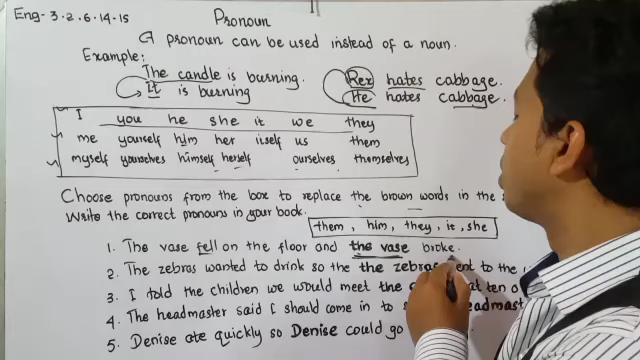 Eng-3.2.6.14-15
Pronoun
A pronoun can be used instead of a noun.
Example:
The candle is burning. Rex hates cabbage.
It is burning He hates cabbage.
I you he she it we they
me yourself him her itself us them
myself yourselves himself herself ourselves themselves
Choose pronouns from the box to replace the brown words in the
Write the correct pronouns in your book.
them, him, they, it, she
1. The vase fell on the floor and the vase broke.
2. The zebras wanted to drink so the the zebras to the
3. I told the children we would meet the at ten
4. The headmaster said I should come in to
5. Denise ate quickly so Denise could go